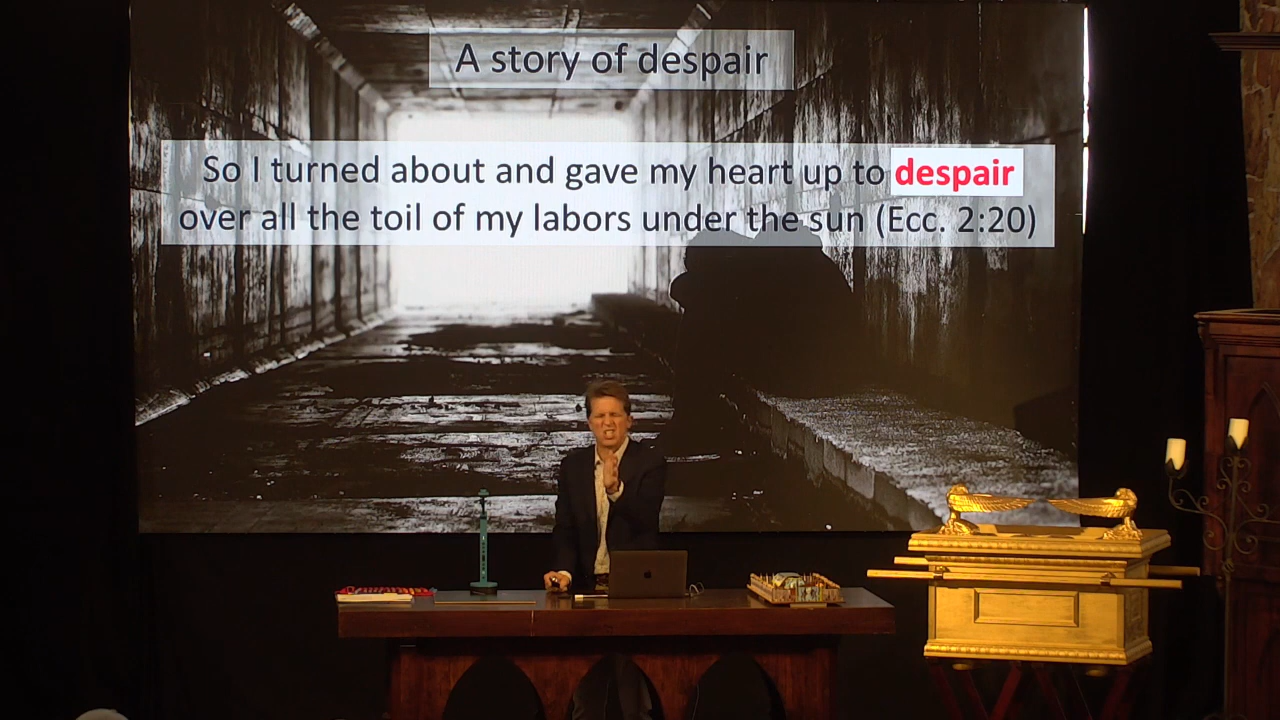 A story of despair
So I turned about and gave my heart up to despair
over all the toil of my labors under the sun (Ecc. 2:20)